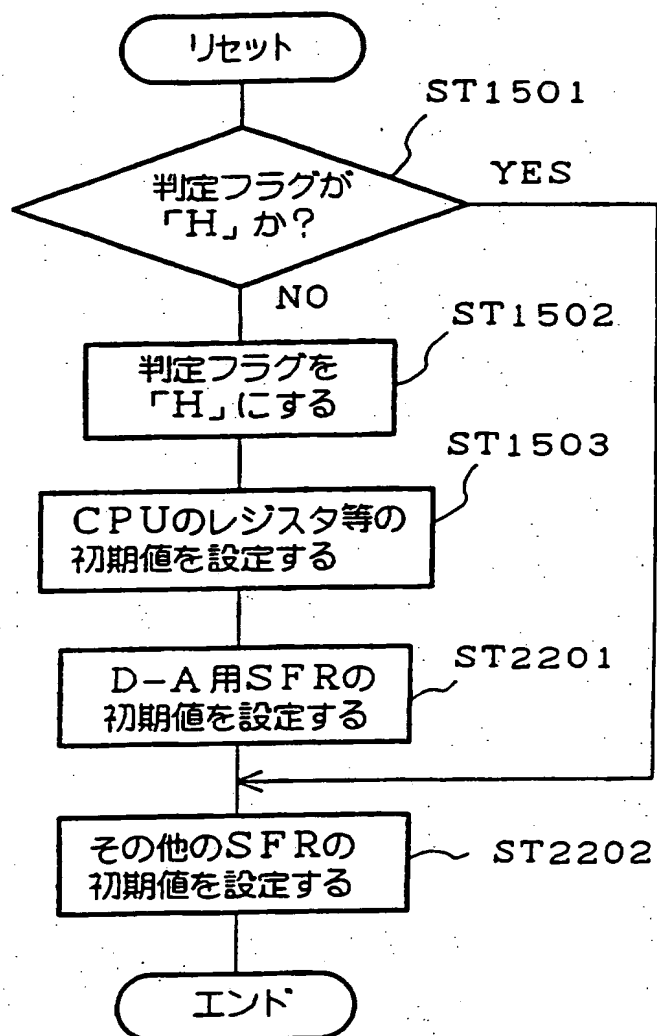 リセット
ST1501
判定フラグが
「H」か?
YES
NO
ST1502
判定フラグを
「H」にする
ST1503
CPUのレジスタ等の
初期値を設定する
ST2201
D-A用SFRの
初期値を設定する
その他のSFRの
初期値を設定する
ST2202
エンド